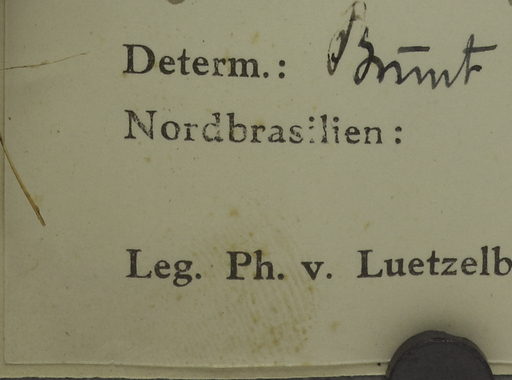 Determ.:
Nordbrasilien:
Leg. Ph. v. Luetzelb